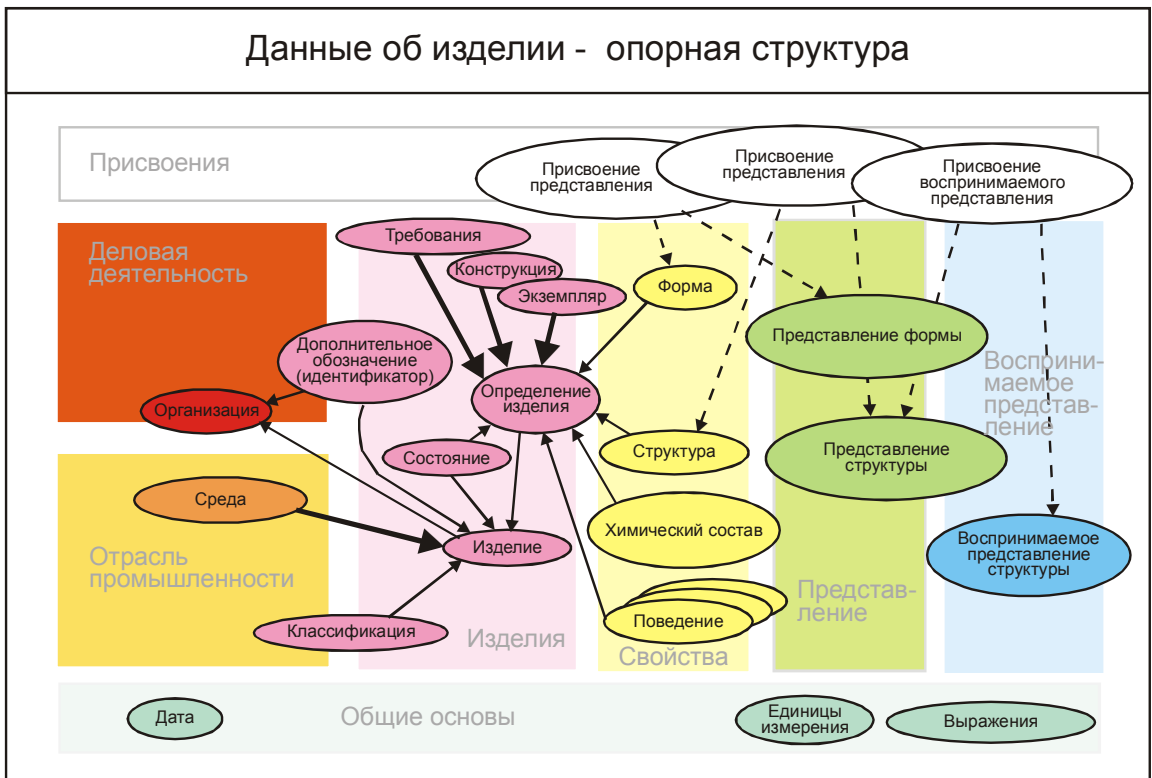 Данные об изделии - опорная структура
Присвоения
Присвоение
представления
Присвоение
представления
Присвоение
воспринимаемого
представления
Деловая
деятельность
Требования
Конструкция
Экземпляр
Форма
Дополнительное
обозначение
(идентификатор)
Представление формы
Восприни-
маемое
представ-
ление
Организация
Определение
изделия
Состояние
Структура
Представление
структуры
Среда
Изделие
Химический состав
Воспринимаемое
представление
структуры
Отрасль
промышленности
Классификация
Изделия
Поведение
Свойства
Представ-
ление
Дата
Общие основы
Единицы
измерения
Выражения